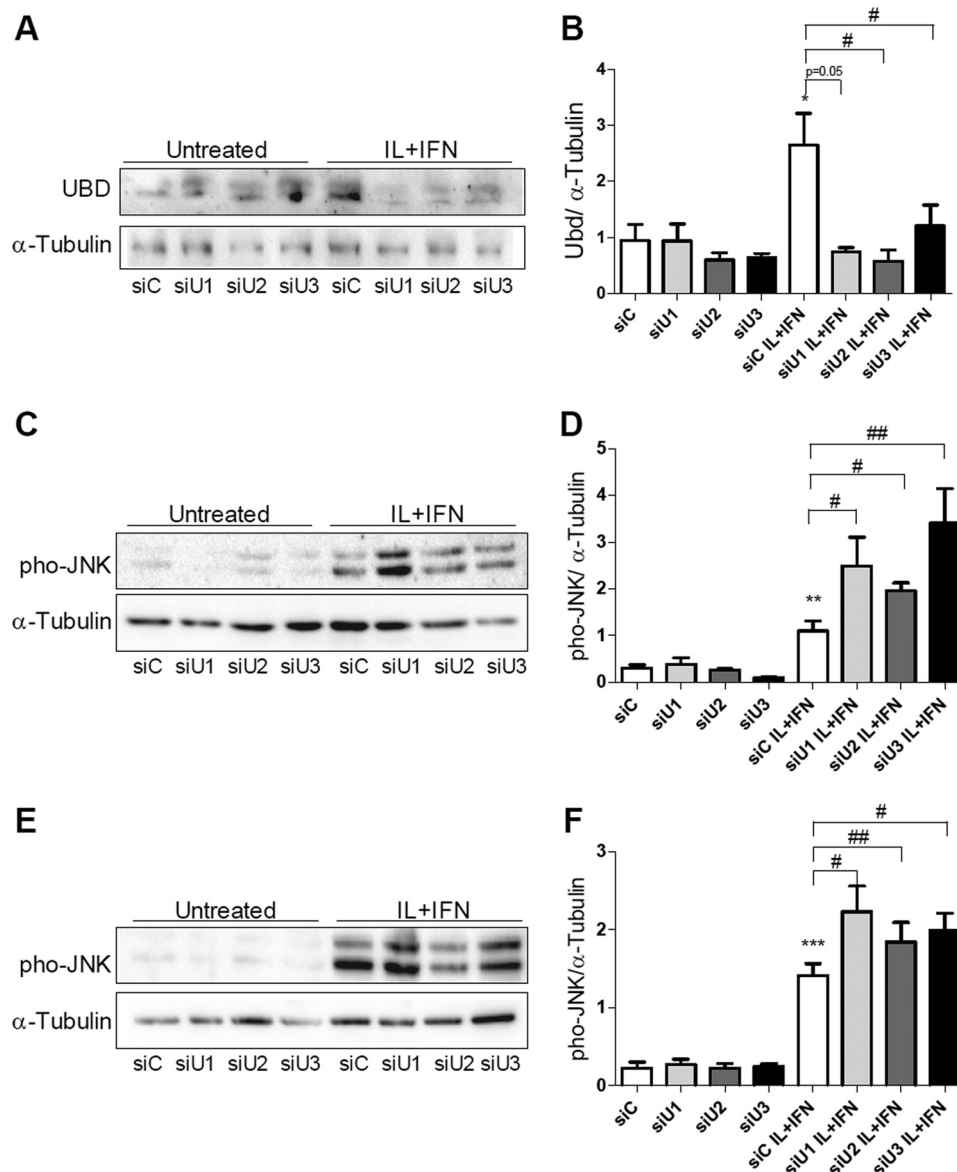 A
Untreated IL+IFN
UBD
α-Tubulin
siC siU1 siU2 siU3 siC siU1 siU2 siU3
B
#
#
p=0.05
*
Ubd/ α-Tubulin
4
3
2
1
0
siC siU1 siU2 siU3 siC IL+IFN siU1 IL+IFN siU2 IL+IFN siU3 IL+IFN
C
Untreated IL+IFN
pho-JNK
α-Tubulin
siC siU1 siU2 siU3 siC siU1 siU2 siU3
D
##
#
#
**
pho-JNK/ α-Tubulin
5
4
3
2
1
0
siC siU1 siU2 siU3 siC IL+IFN siU1 IL+IFN siU2 IL+IFN siU3 IL+IFN
E
Untreated IL+IFN
pho-JNK
α-Tubulin
siC siU1 siU2 siU3 siC siU1 siU2 siU3
F
#
##
#
***
pho-JNK/α-Tubulin
3
2
1
0
siC siU1 siU2 siU3 siC IL+IFN siU1 IL+IFN siU2 IL+IFN siU3 IL+IFN